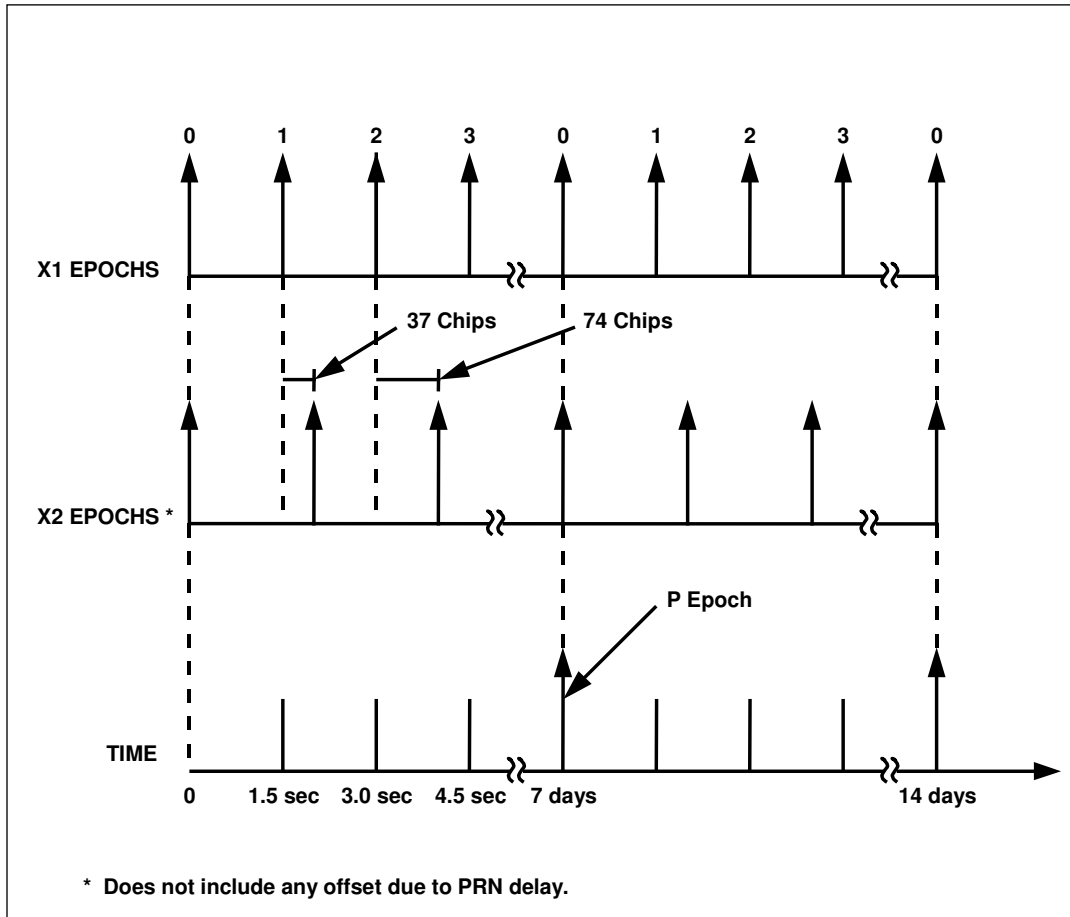 0 1 2 3 0 1 2 3 0
X1 EPOCHS
37 Chips 74 Chips
X2 EPOCHS *
P Epoch
TIME
0 1.5 sec 3.0 sec 4.5 sec 7 days 14 days
* Does not include any offset due to PRN delay.